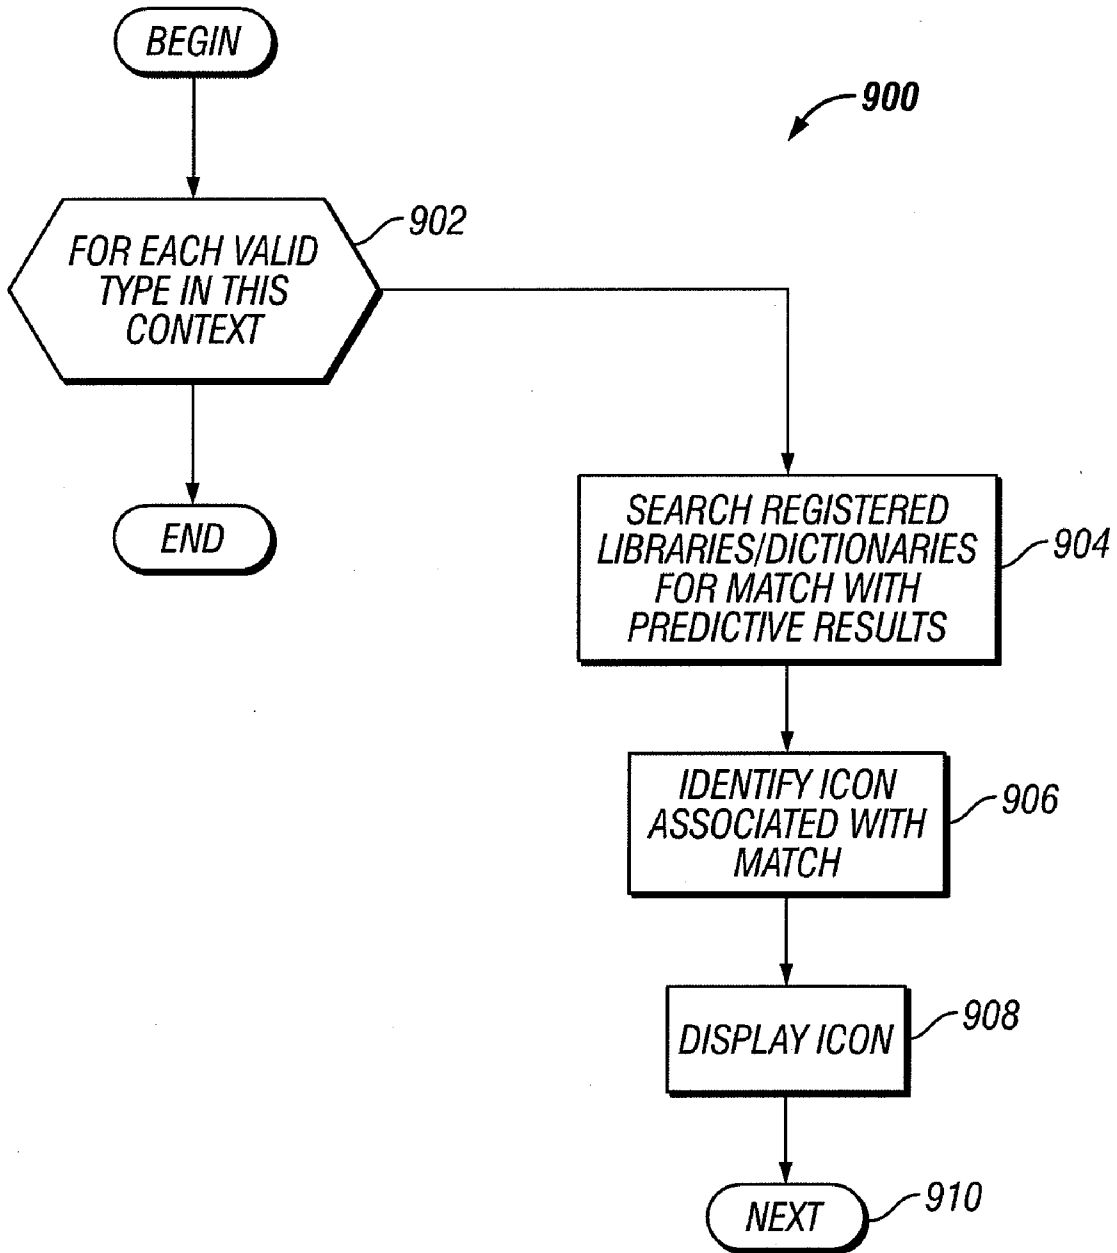 BEGIN
900
902
FOR EACH VALID
TYPE IN THIS
CONTEXT
END
SEARCH REGISTERED
LIBRARIES/DICTIONARIES
FOR MATCH WITH
PREDICTIVE RESULTS
904
IDENTIFY ICON
ASSOCIATED WITH
MATCH
906
DISPLAY ICON
908
NEXT
910